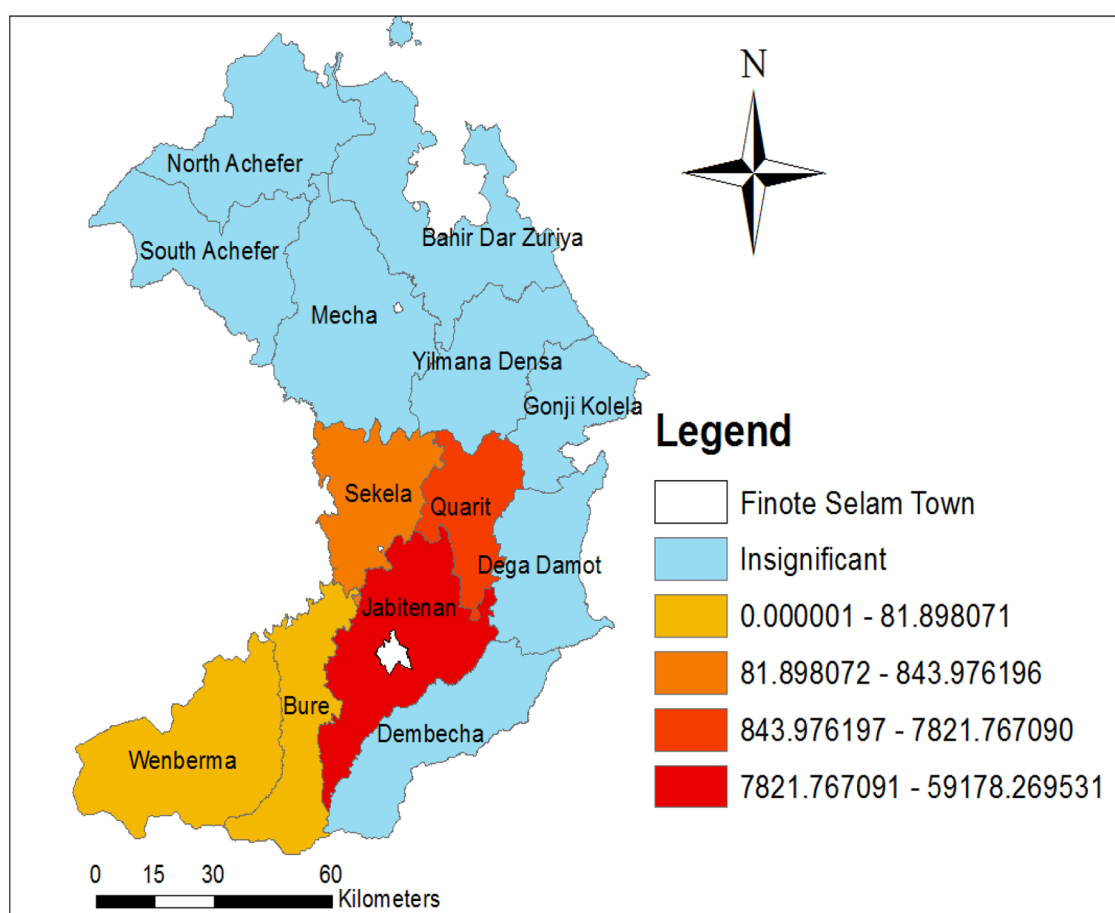 N
North Achefer
South Achefer
Bahir Dar Zuriya
Mecha
Yilmana Densa
Gonji Kolela
Sekela
Quarit
Dega Damot
Jabitenan
Bure
Dembecha
Wenberma
Legend
Finote Selam Town
Insignificant
0.000001 - 81.898071
81.898072 - 843.976196
843.976197 - 7821.767090
7821.767091 - 59178.269531
0 15 30 60
Kilometers